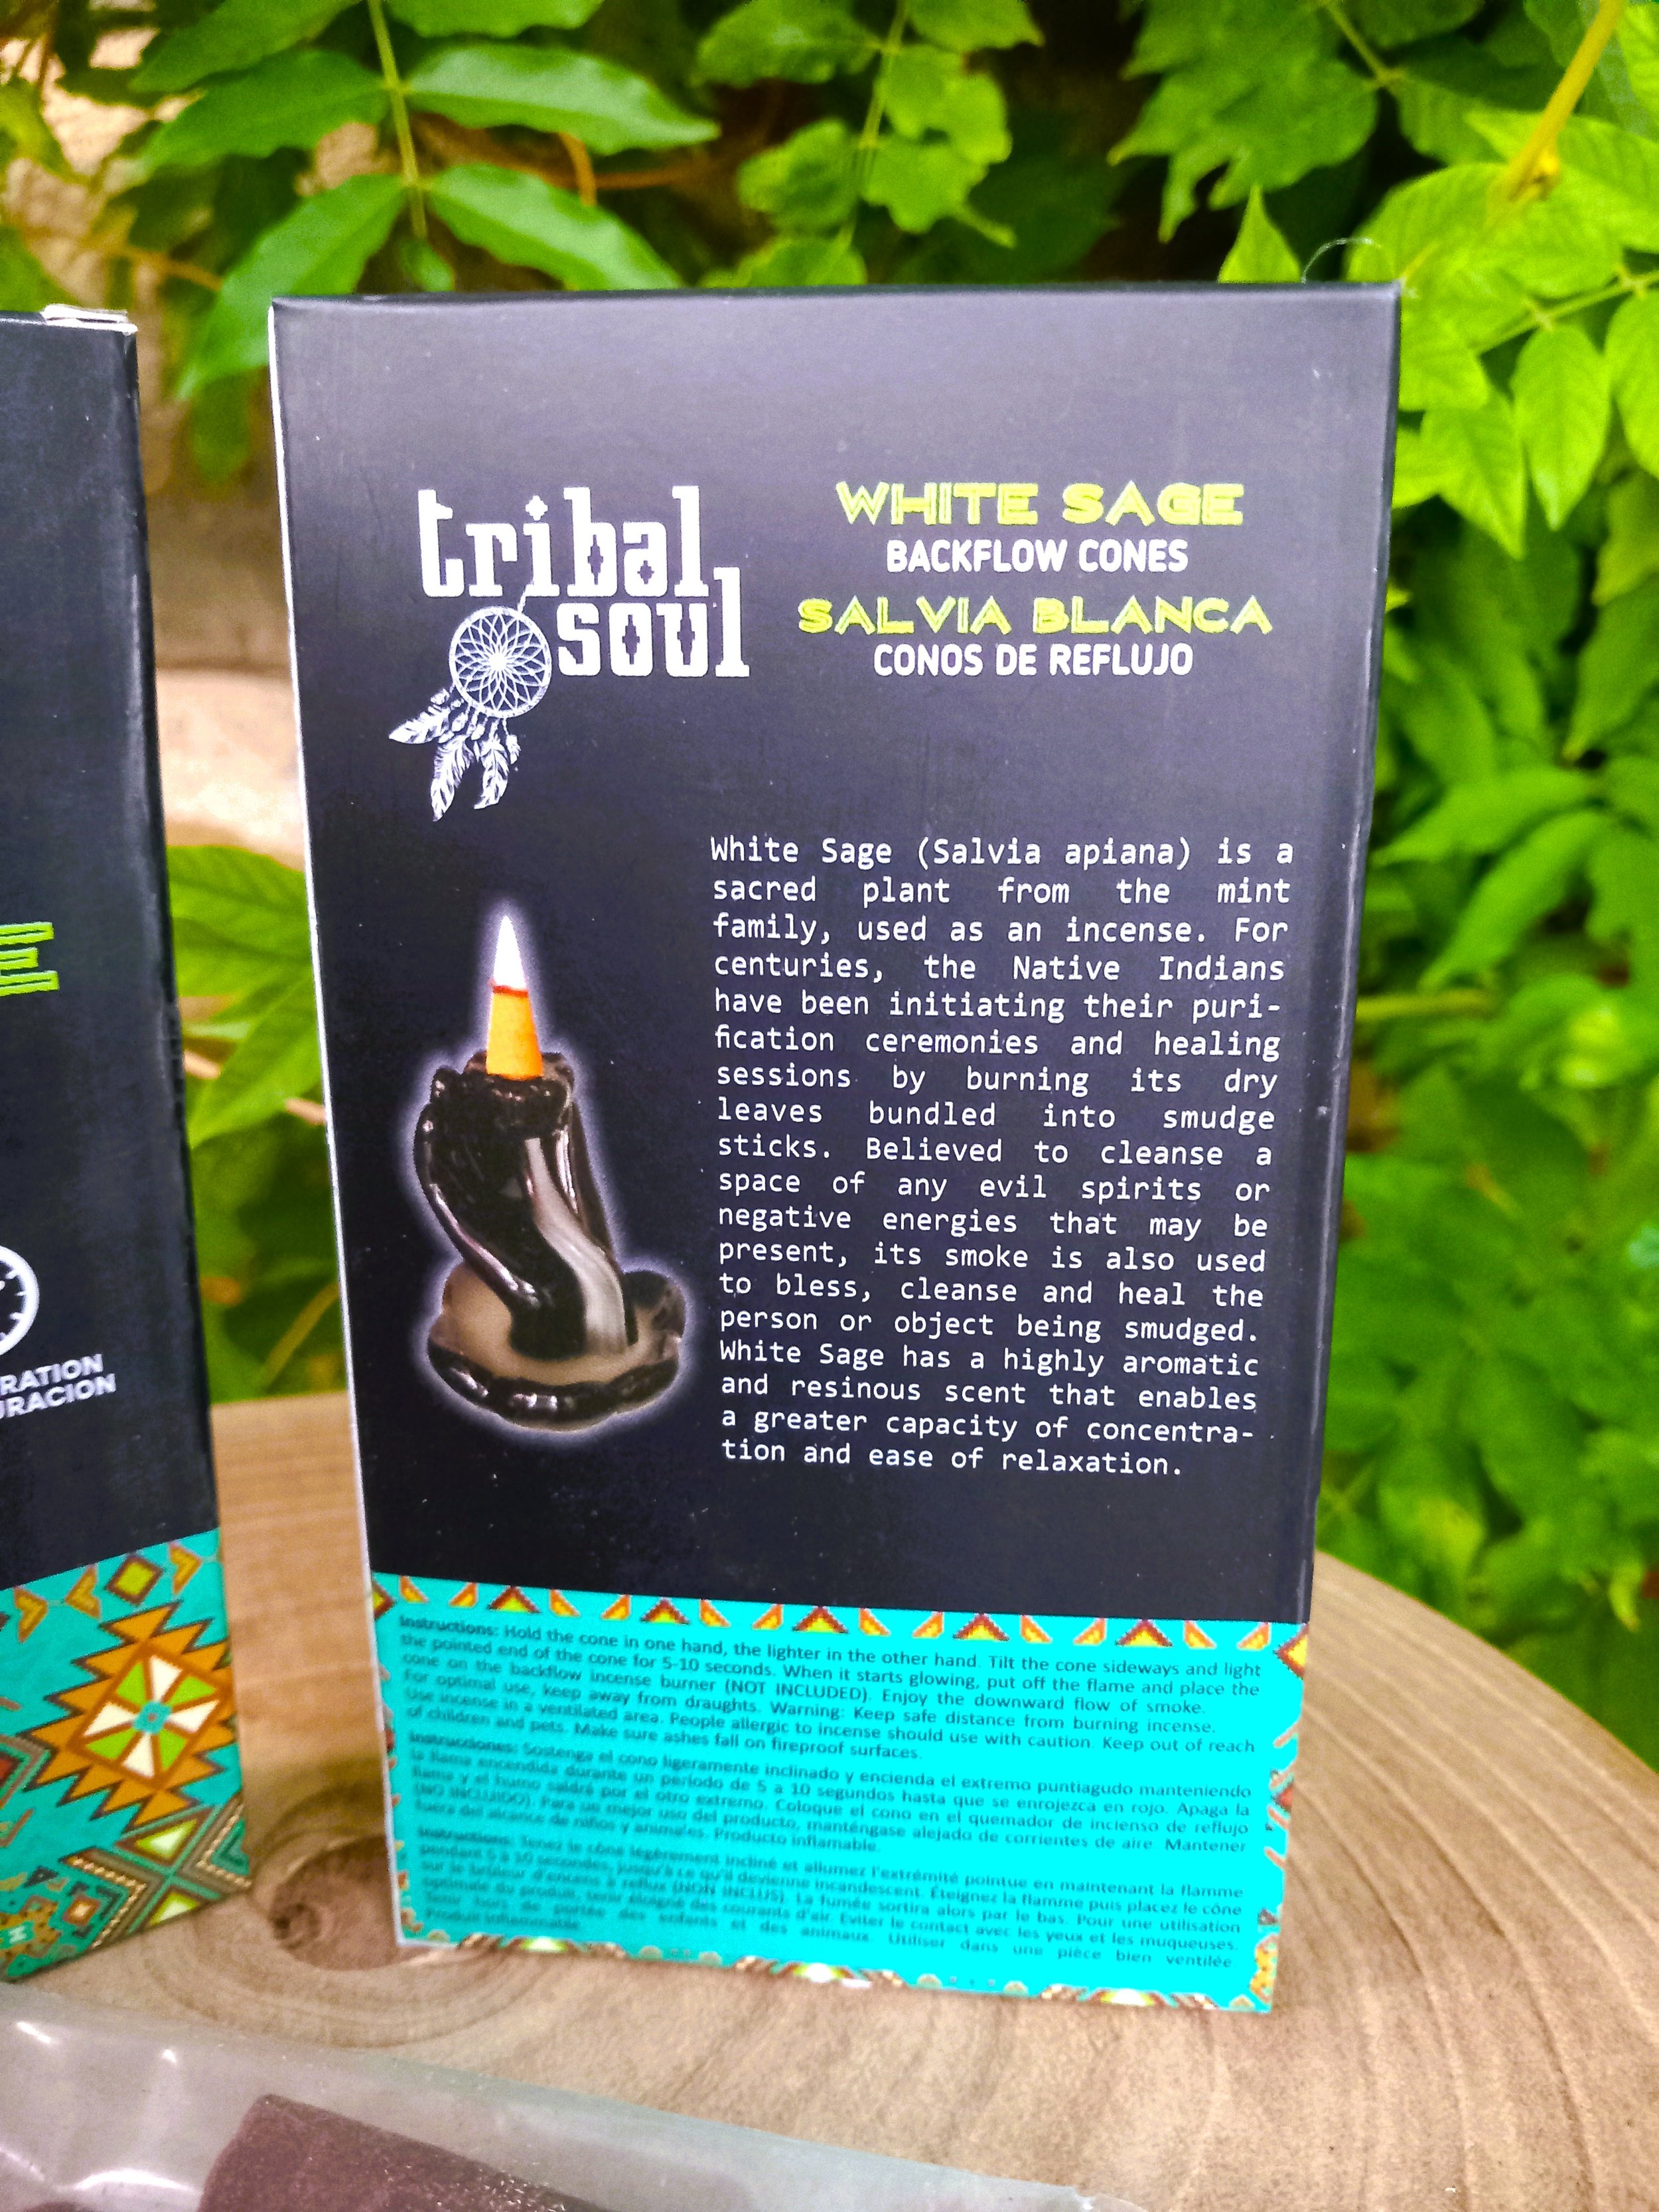 tribal
soul
WHITE SAGE
BACKFLOW CONES
SALVIA BLANCA
CONOS DE REFLUJO
White Sage (Salvia apiana) is a
sacred plant from the mint
family, used as an incense. For
centuries, the Native Indians
have been initiating their puri-
fication ceremonies and healing
sessions by burning its dry
leaves bundled into smudge
sticks. Believed to cleanse a
space of any evil spirits or
negative energies that may be
present, its smoke is also used
to bless, cleanse and heal the
person or object being smudged.
White Sage has a highly aromatic
and resinous scent that enables
a greater capacity of concentra-
tion and ease of relaxation.
Instructions: Hold the cone in one hand, the lighter in the other hand. Tilt the cone sideways and light
the pointed end of the cone for 5-10 seconds. When it starts glowing, put off the flame and place the
cone on the backflow incense burner (NOT INCLUDED). Enjoy the downward flow of smoke.
For optimal use, keep away from draughts. Warning: Keep safe distance from burning incense.
Use incense in a ventilated area. People allergic to incense should use with caution. Keep out of reach
of children and pets. Make sure ashes fall on fireproof surfaces.
Instrucciones: Sostenga el cono ligeramente inclinado y encienda el extremo puntiagudo manteniendo
la llama encendida durante un período de 5 a 10 segundos hasta que se enrojezca en rojo. Apaga la
llama y el humo saldrá por el otro extremo. Coloque el cono en el quemador de incienso de reflujo
(NO INCLUIDO). Para un mejor uso del producto, manténgase alejado de corrientes de aire. Mantener
fuera del alcance de niños y animales. Producto inflamable.
Instructions: Tenez le cône légèrement incliné et allumez l'extrémité pointue en maintenant la flamme
pendant 5 à 10 secondes, jusqu'à ce qu'il devienne incandescent. Éteignez la flamme puis placez le cône
sur le brûleur d'encens à reflux (NON INCLUS). La fumée sortira alors par le bas. Pour une utilisation
optimale du produit, tenir éloigné des courants d'air. Eviter le contact avec les yeux et les muqueuses.
Tenir hors de portée des enfants et des animaux. Utiliser dans une pièce bien ventilée.
Produit inflammable.
E
RATION
URACION